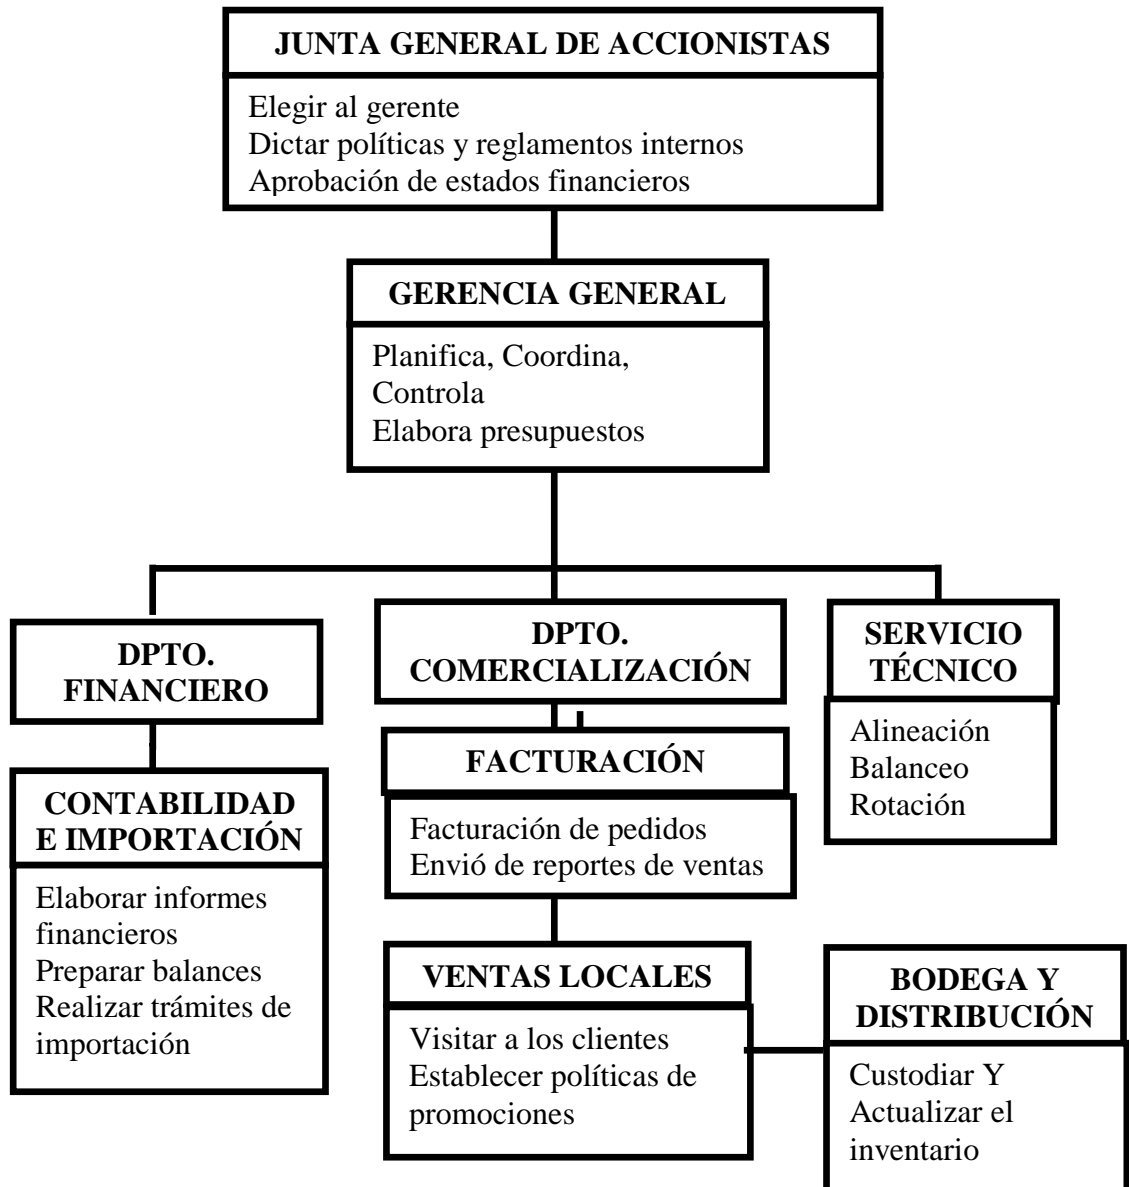 JUNTA GENERAL DE ACCIONISTAS
Elegir al gerente
Dictar políticas y reglamentos internos
Aprobación de estados financieros
GERENCIA GENERAL
Planifica, Coordina,
Controla
Elabora presupuestos
DPTO.
FINANCIERO
CONTABILIDAD
E IMPORTACIÓN
Elaborar informes
financieros
Preparar balances
Realizar trámites de
importación
DPTO.
COMERCIALIZACIÓN
FACTURACIÓN
Facturación de pedidos
Envió de reportes de ventas
VENTAS LOCALES
Visitar a los clientes
Establecer políticas de
promociones
SERVICIO
TÉCNICO
Alineación
Balanceo
Rotación
BODEGA Y
DISTRIBUCIÓN
Custodiar Y
Actualizar el
inventario